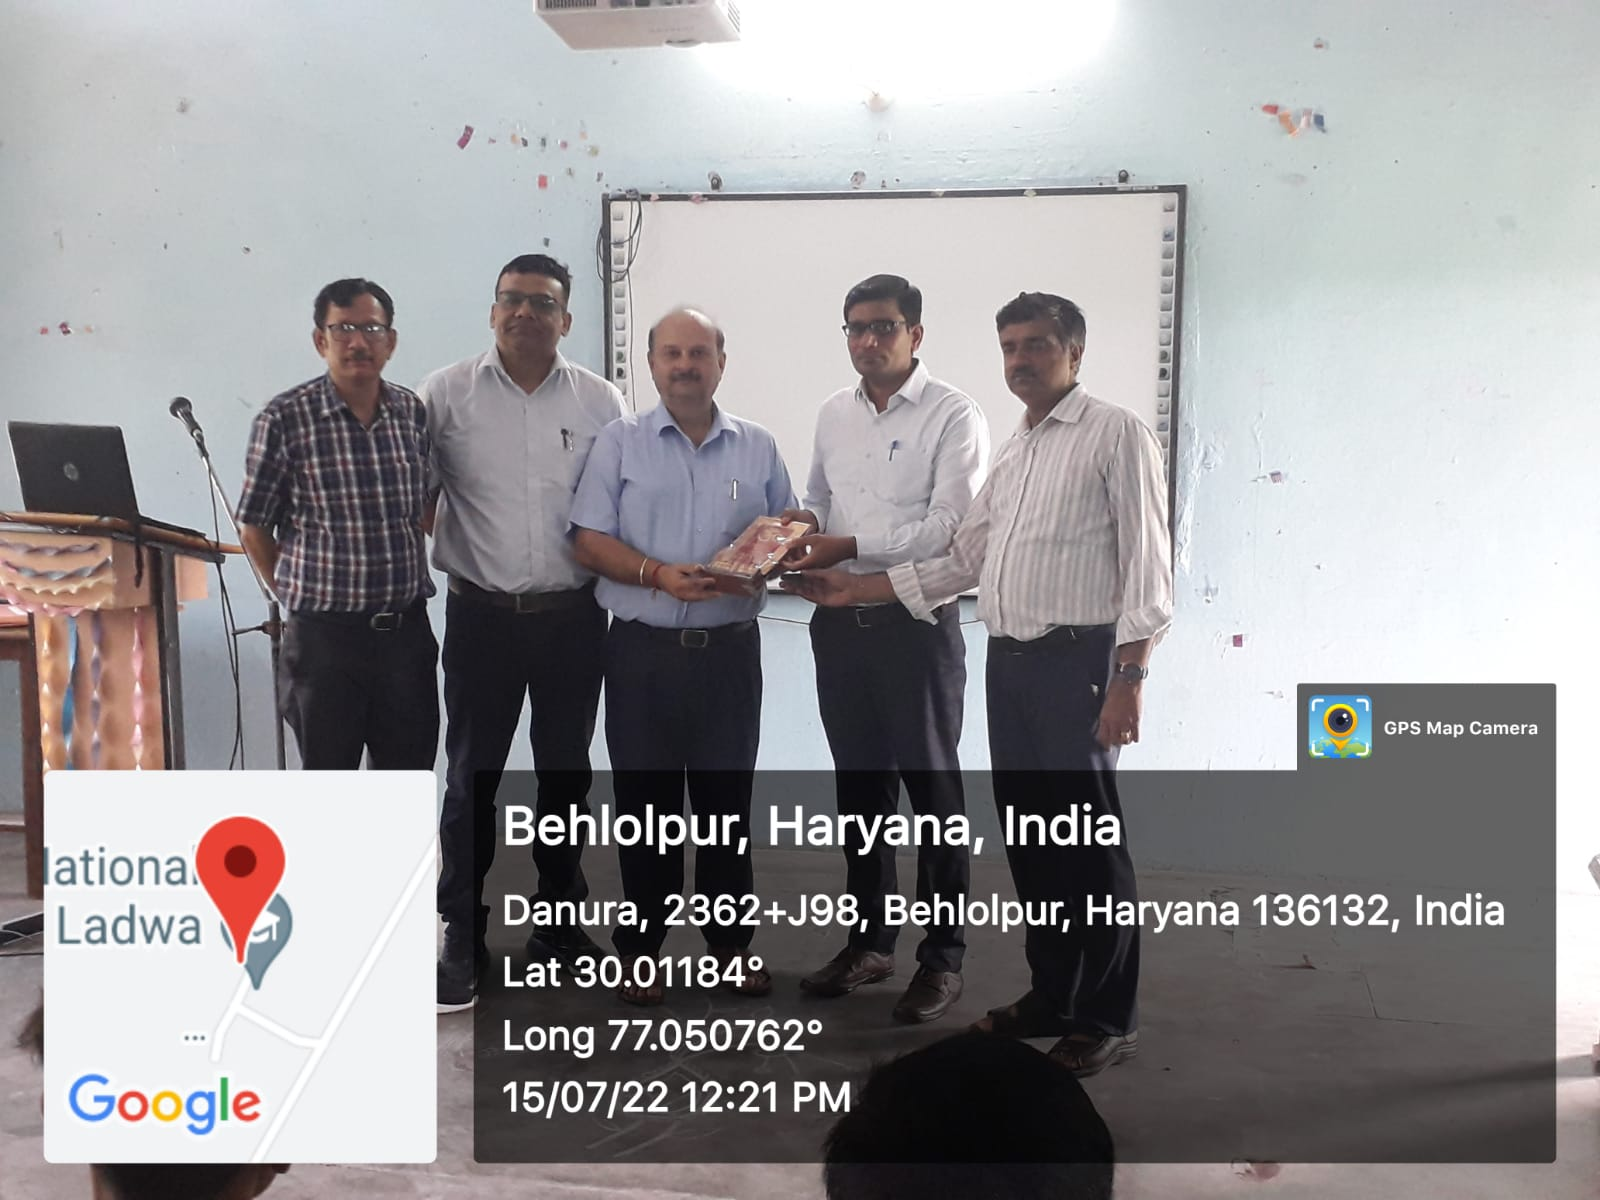 GPS Map Camera
Behlolpur, Haryana, India
Danura, 2362+J98, Behlolpur, Haryana 136132, India
Lat 30.01184°
Long 77.050762°
15/07/22 12:21 PM
Ladwa
...
Google
hp